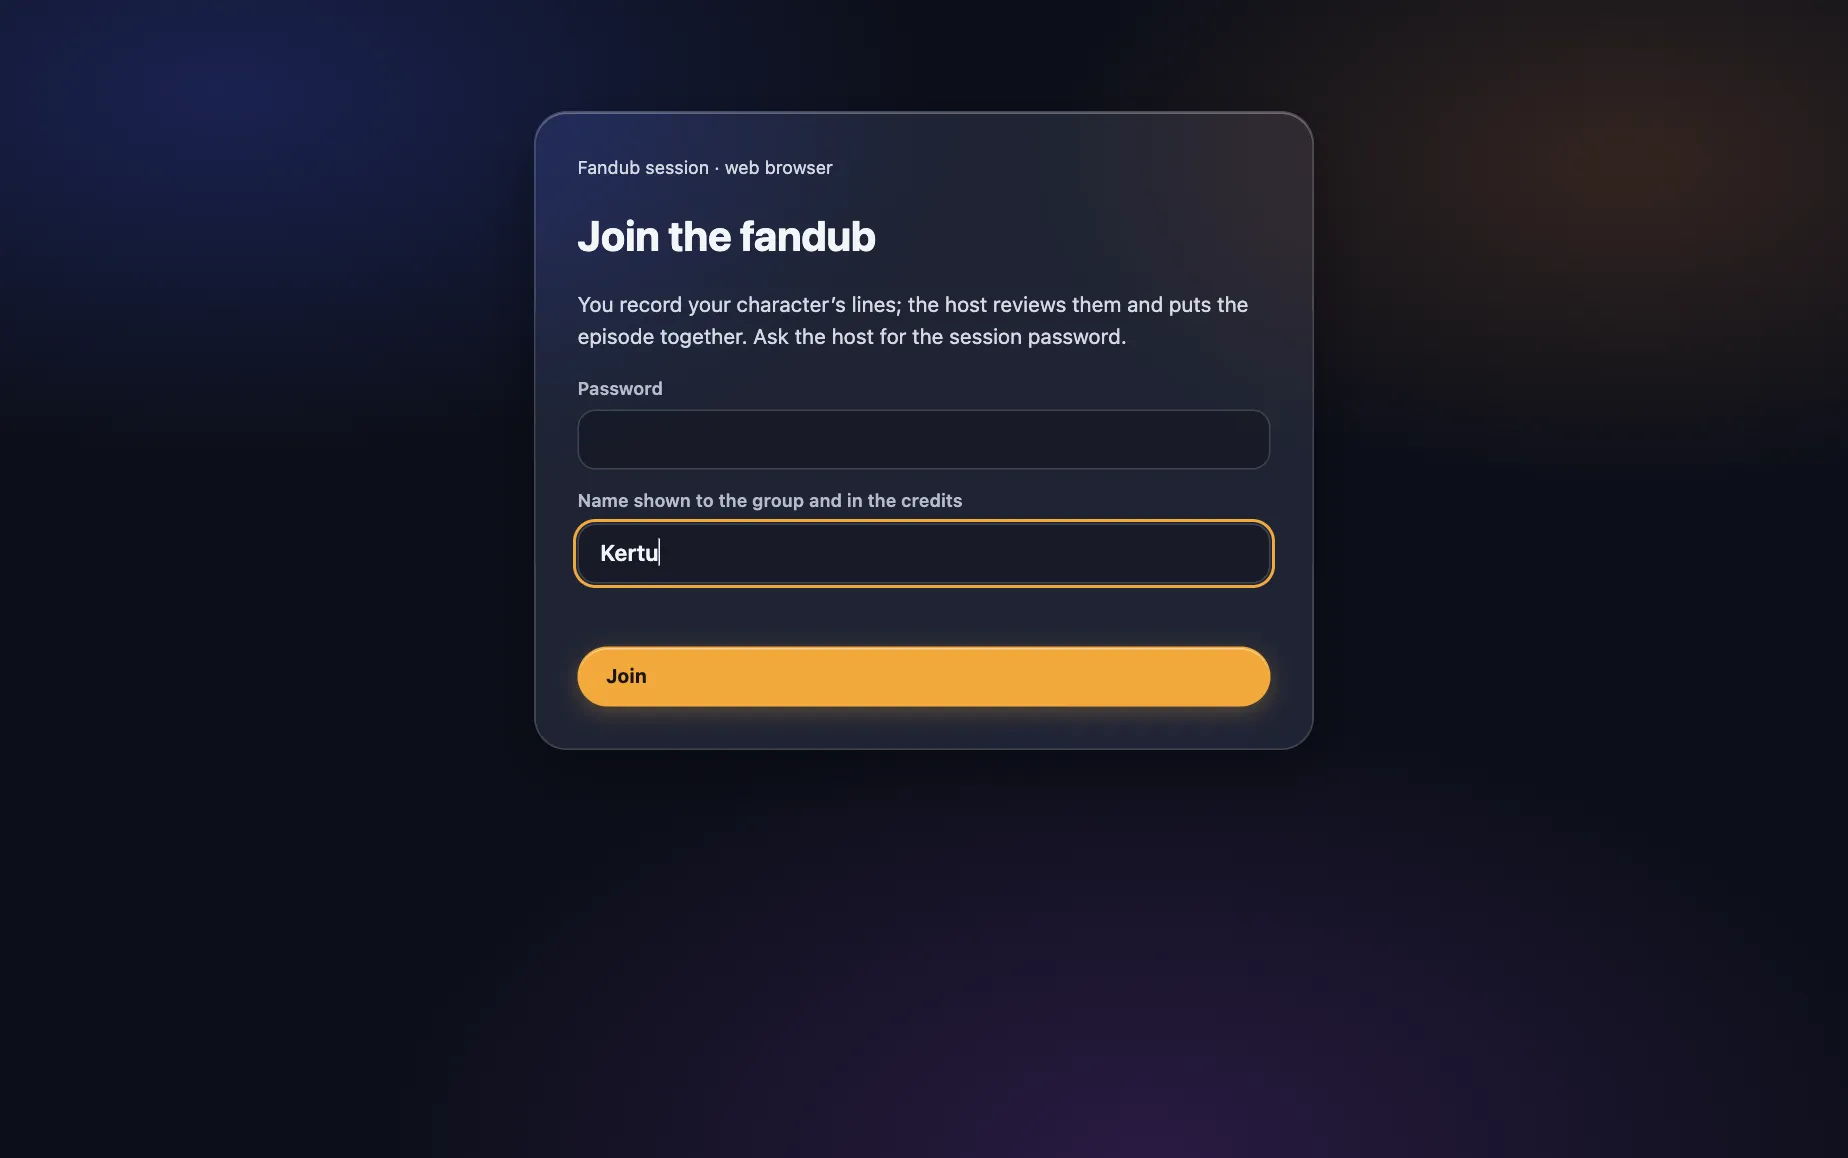 Fandub session · web browser
Join the fandub
You record your character’s lines; the host reviews them and puts the
episode together. Ask the host for the session password.
Password
Name shown to the group and in the credits
Kertu
Join